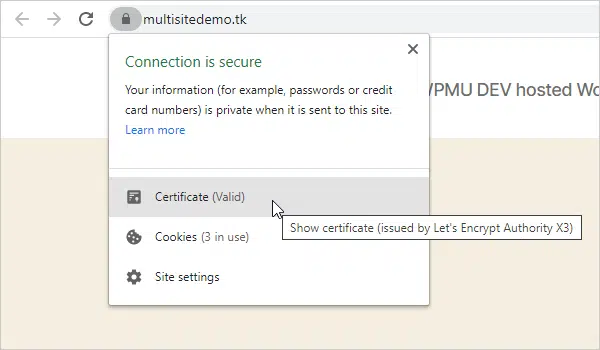 multisitedemo.tk
Connection is secure
Your information (for example, passwords or credit
card numbers) is private when it is sent to this site.
Learn more
WPMU DEV hosted Wo
Certificate (Valid)
Show certificate (issued by Let's Encrypt Authority X3)
Cookies (3 in use)
Site settings